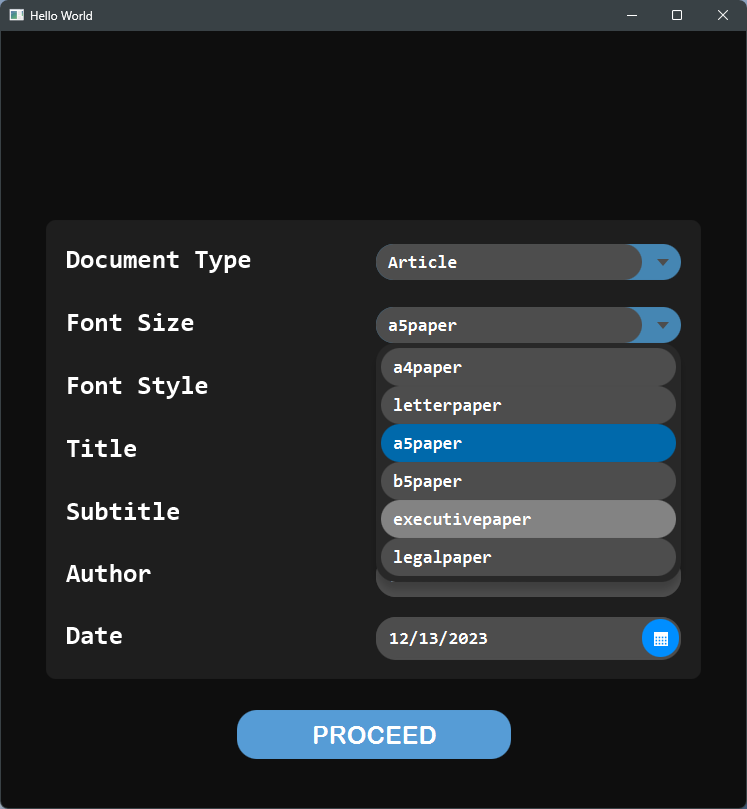 Hello World
Document Type Article
Font Size a5paper
a4paper
Font Style letterpaper
a5paper
Title
b5paper
Subtitle executivepaper
legalpaper
Author
Date 12/13/2023
PROCEED